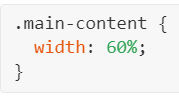 .main-content {
  width: 60%;
}